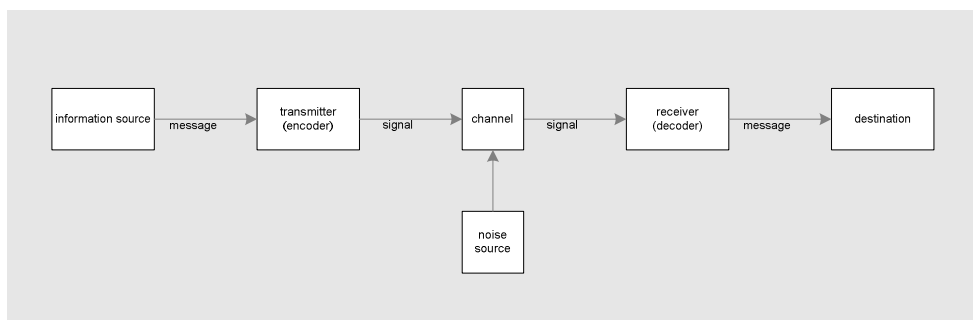 information source
message
transmitter
(encoder)
signal
channel
signal
receiver
(decoder)
message
destination
noise
source